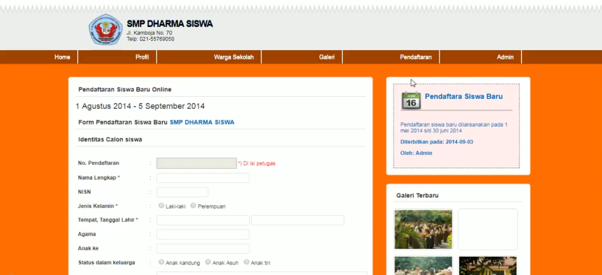 SMP DHARMA SISWA
Jl. Kamboja No. 70
Telp: 021-55769050
Home Profil Warga Sekolah Galeri Pendaftaran Admin
Pendaftaran Siswa Baru Online
1 Agustus 2014 - 5 September 2014
Form Pendaftaran Siswa Baru SMP DHARMA SISWA
Identitas Calon siswa
No. Pendaftaran : *) Di isi petugas
Nama Lengkap * :
NISN :
Jenis Kelamin * : Laki-laki Perempuan
Tempat, Tanggal Lahir * :
Agama :
Anak ke :
Status dalam keluarga : Anak kandung Anak Asuh Anak tiri
16
Pendaftara Siswa Baru
Pendaftaran siswa baru dilaksanakan pada 1
mei 2014 s/d 30 juni 2014
Diterbitkan pada: 2014-09-03
Oleh: Admin
Galeri Terbaru